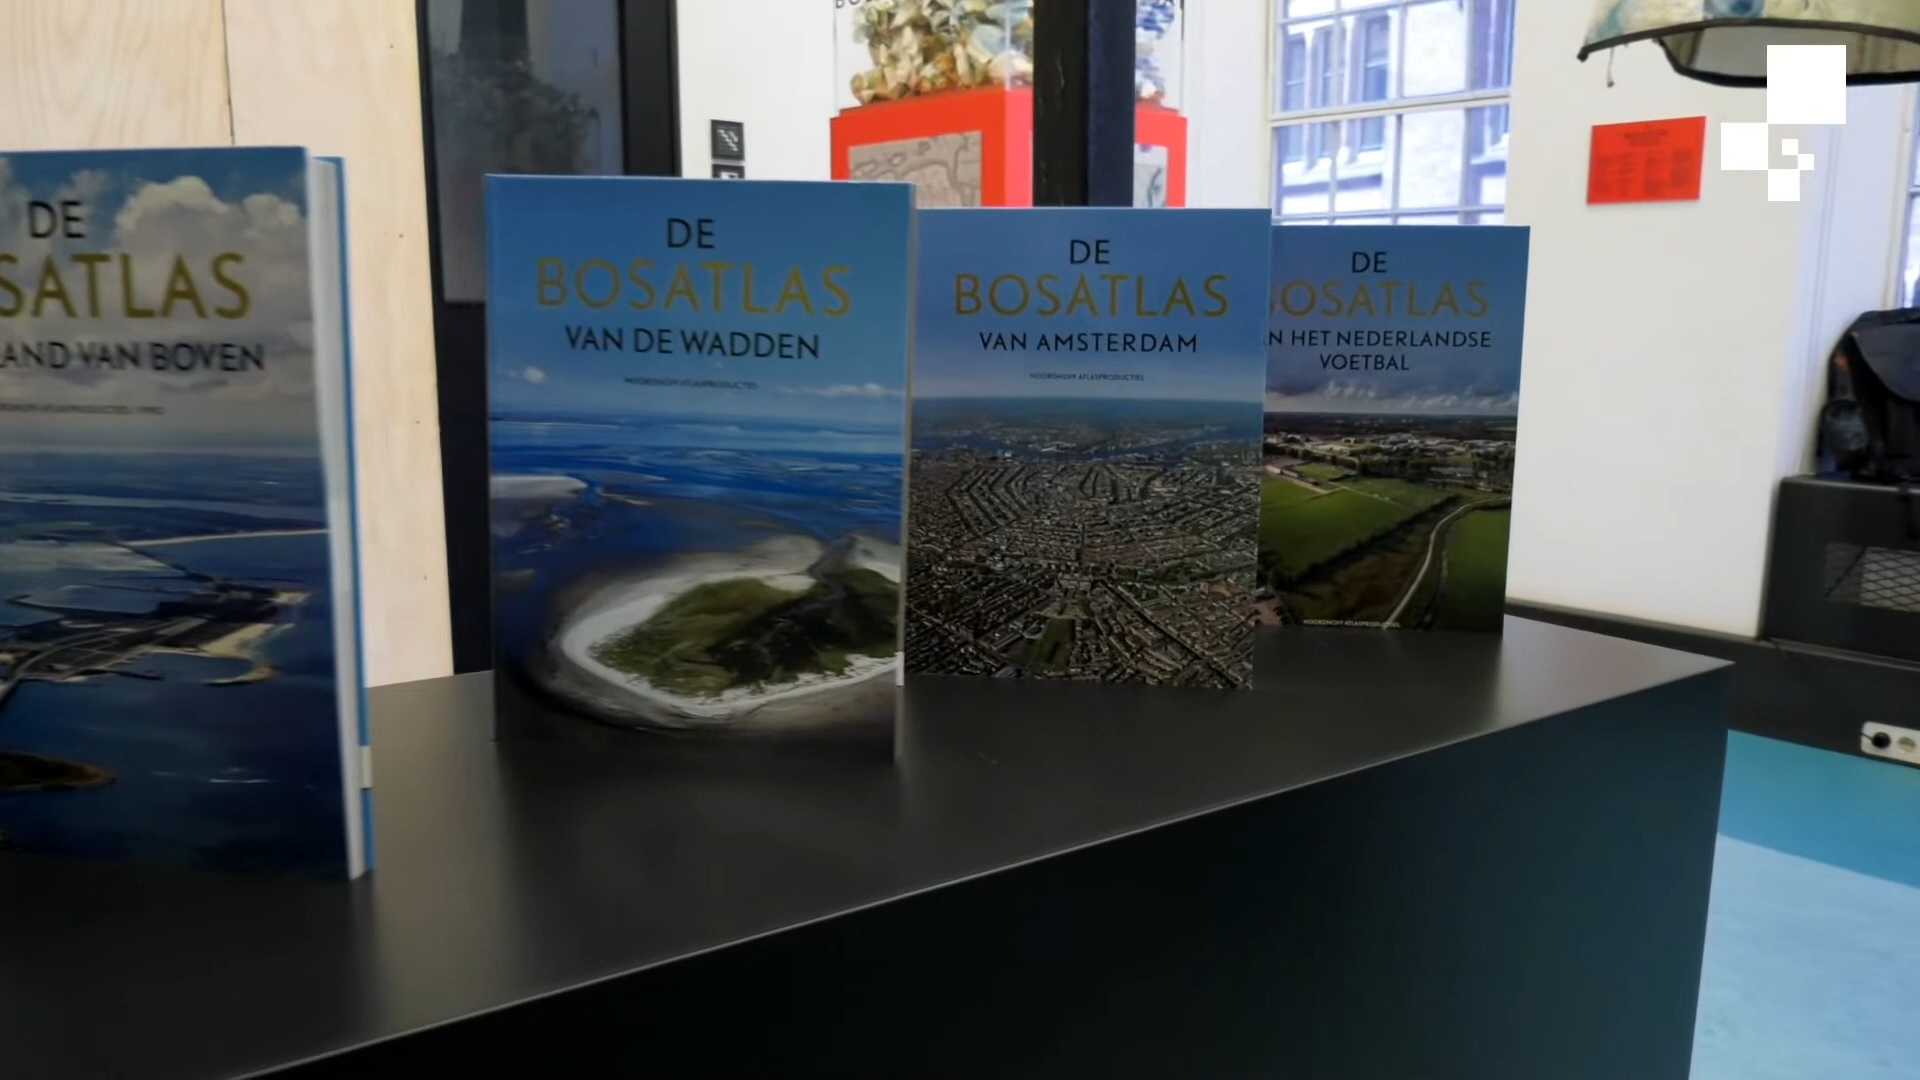 DE
SATLAS
LAND VAN BOVEN
DE
BOSATLAS
VAN DE WADDEN
NOORDHOFF ATLASPRODUCTIES
DE
BOSATLAS
VAN AMSTERDAM
NOORDHOFF ATLASPRODUCTIES
DE
BOSATLAS
N HET NEDERLANDSE
VOETBAL
NOORDHOFF ATLASPRODUCTIES